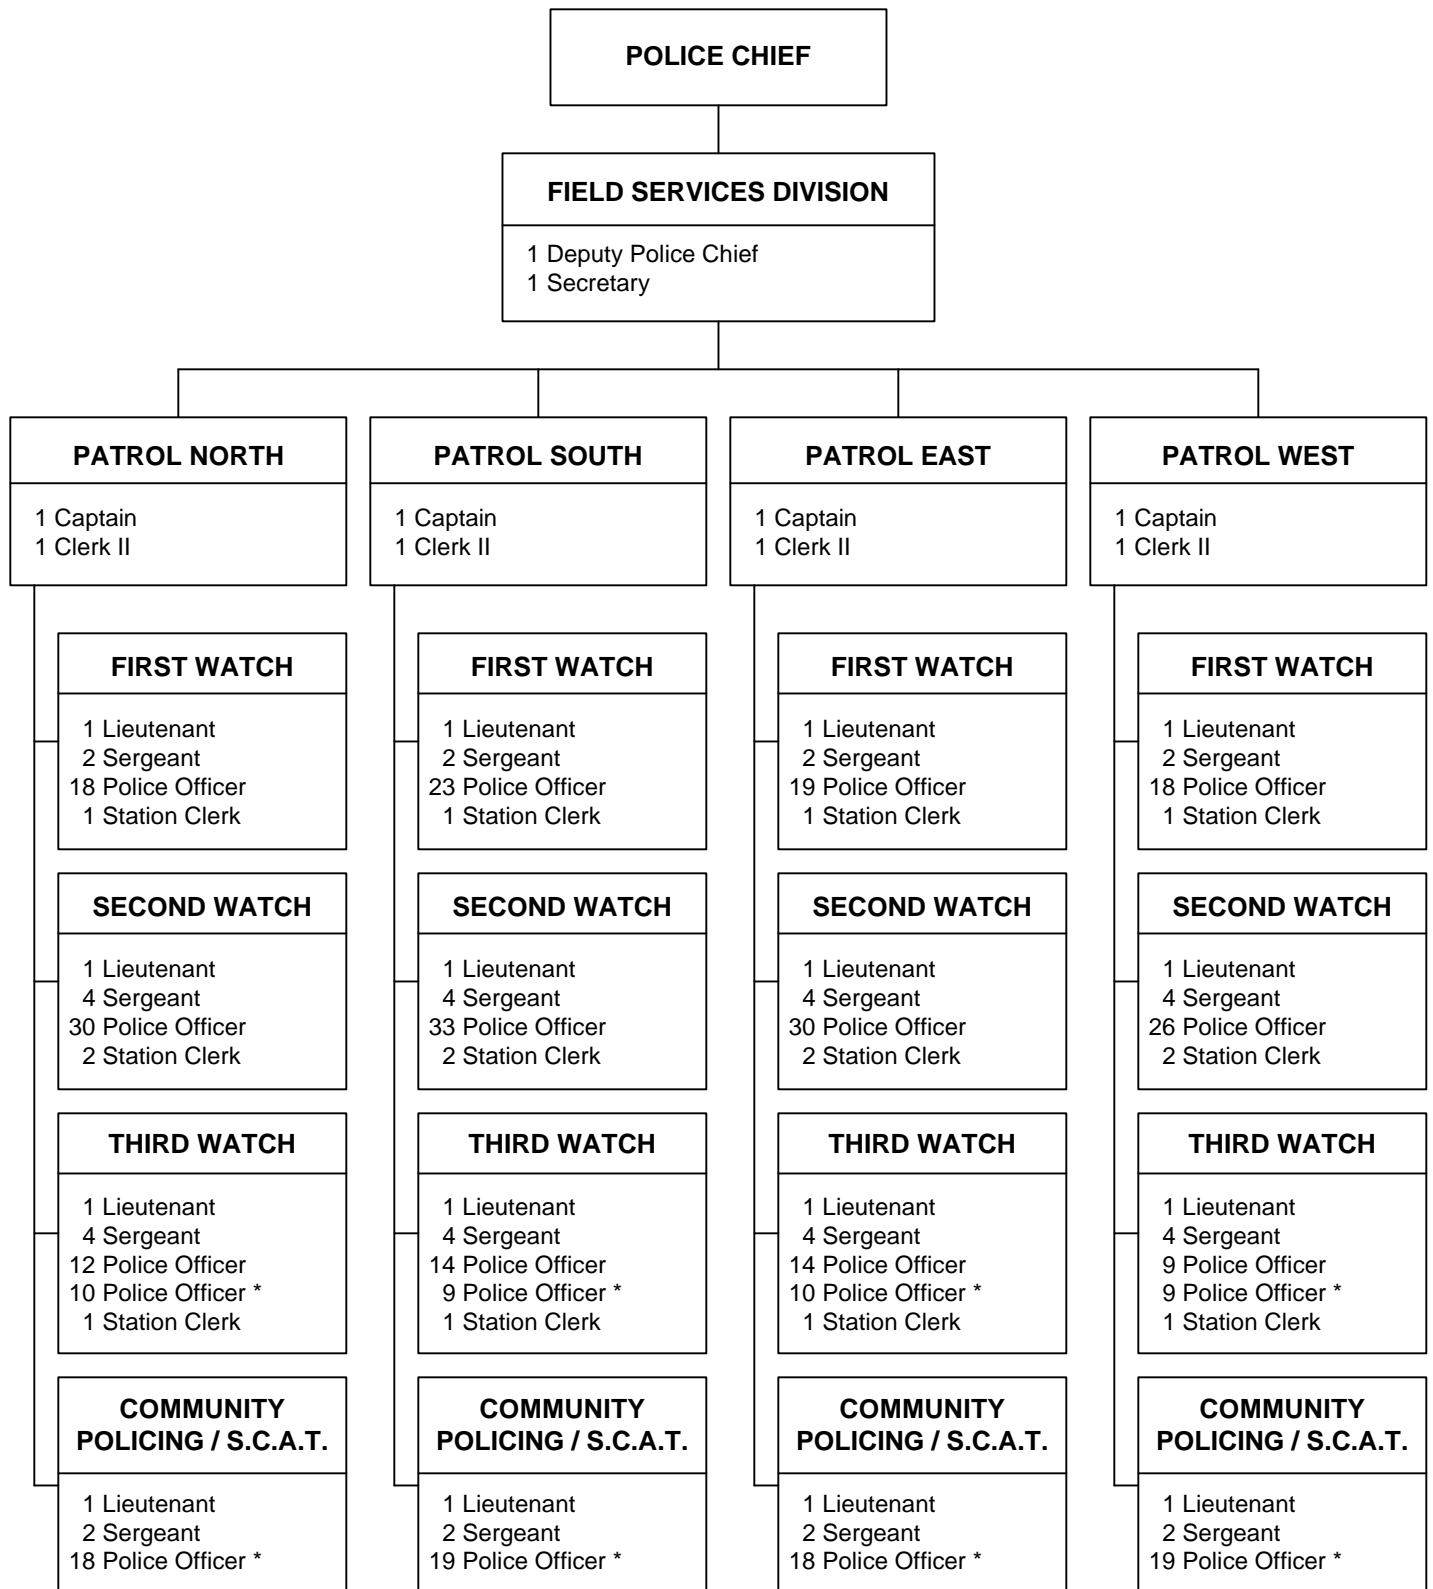 POLICE CHIEF
FIELD SERVICES DIVISION
1 Deputy Police Chief
1 Secretary
PATROL NORTH
1 Captain
1 Clerk II
FIRST WATCH
1 Lieutenant
2 Sergeant
18 Police Officer
1 Station Clerk
SECOND WATCH
1 Lieutenant
4 Sergeant
30 Police Officer
2 Station Clerk
THIRD WATCH
1 Lieutenant
4 Sergeant
12 Police Officer
10 Police Officer *
1 Station Clerk
COMMUNITY
POLICING / S.C.A.T.
1 Lieutenant
2 Sergeant
18 Police Officer *
PATROL SOUTH
1 Captain
1 Clerk II
FIRST WATCH
1 Lieutenant
2 Sergeant
23 Police Officer
1 Station Clerk
SECOND WATCH
1 Lieutenant
4 Sergeant
33 Police Officer
2 Station Clerk
THIRD WATCH
1 Lieutenant
4 Sergeant
14 Police Officer
9 Police Officer *
1 Station Clerk
COMMUNITY
POLICING / S.C.A.T.
1 Lieutenant
2 Sergeant
19 Police Officer *
PATROL EAST
1 Captain
1 Clerk II
FIRST WATCH
1 Lieutenant
2 Sergeant
19 Police Officer
1 Station Clerk
SECOND WATCH
1 Lieutenant
4 Sergeant
30 Police Officer
2 Station Clerk
THIRD WATCH
1 Lieutenant
4 Sergeant
14 Police Officer
10 Police Officer *
1 Station Clerk
COMMUNITY
POLICING / S.C.A.T.
1 Lieutenant
2 Sergeant
18 Police Officer *
PATROL WEST
1 Captain
1 Clerk II
FIRST WATCH
1 Lieutenant
2 Sergeant
18 Police Officer
1 Station Clerk
SECOND WATCH
1 Lieutenant
4 Sergeant
26 Police Officer
2 Station Clerk
THIRD WATCH
1 Lieutenant
4 Sergeant
9 Police Officer
9 Police Officer *
1 Station Clerk
COMMUNITY
POLICING / S.C.A.T.
1 Lieutenant
2 Sergeant
19 Police Officer *